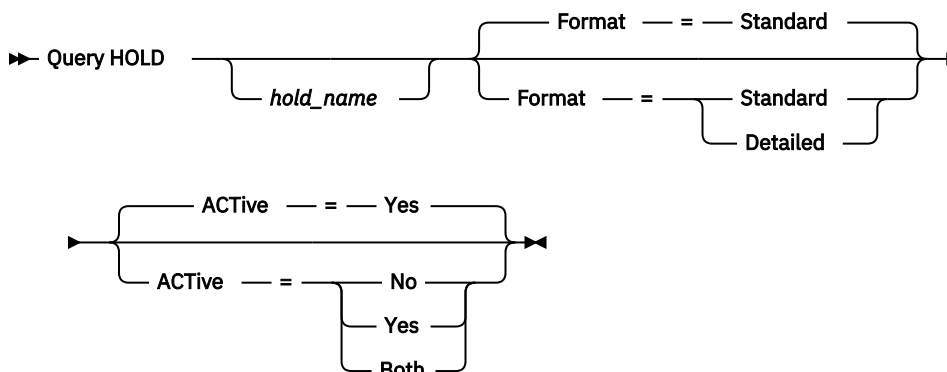 Format = Standard
Query HOLD
hold_name
Format = Standard
Detailed
ACTive = Yes
ACTive = No
Yes
Both